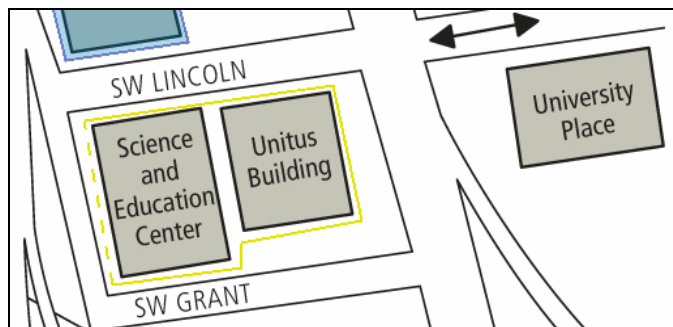 SW LINCOLN
Science
and
Education
Center
Unitus
Building
University
Place
SW GRANT